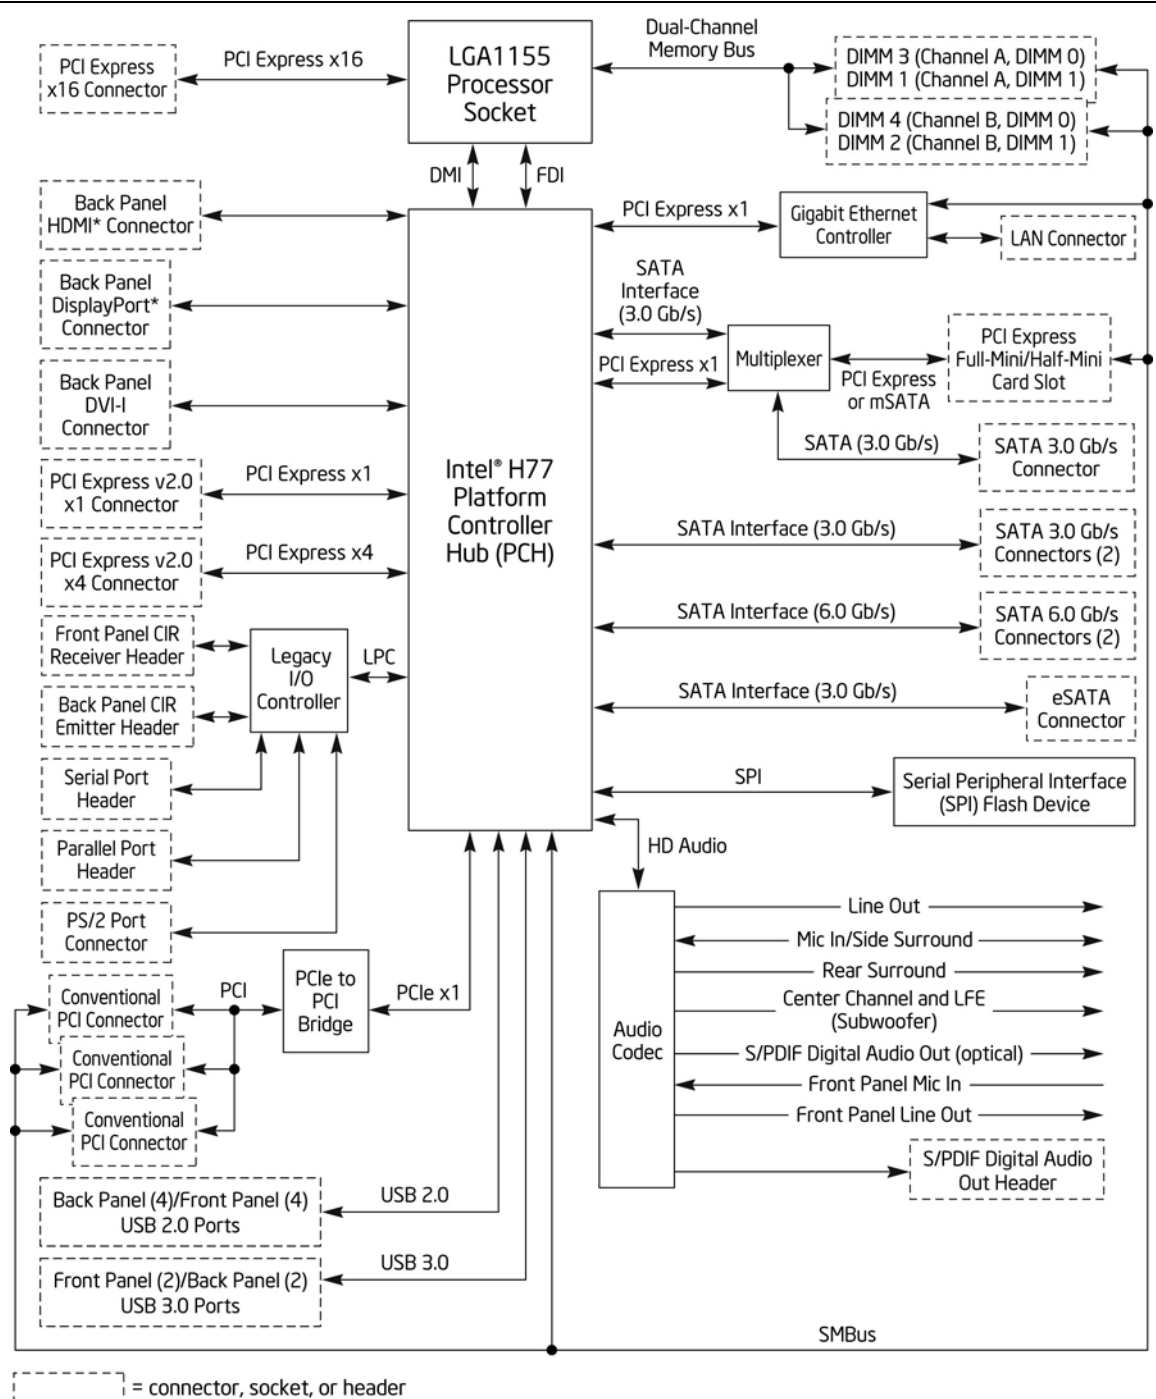 PCI Express
x16 Connector
PCI Express x16
LGA1155
Processor
Socket
Dual-Channel
Memory Bus
DIMM 3 (Channel A, DIMM 0)
DIMM 1 (Channel A, DIMM 1)
DIMM 4 (Channel B, DIMM 0)
DIMM 2 (Channel B, DIMM 1)
DMI
FDI
Back Panel
HDMI* Connector
PCI Express x1
Gigabit Ethernet
Controller
LAN Connector
Back Panel
DisplayPort*
Connector
SATA
Interface
(3.0 Gb/s)
PCI Express x1
Multiplexer
PCI Express
or mSATA
PCI Express
Full-Mini/Half-Mini
Card Slot
Back Panel
DVI-I
Connector
SATA (3.0 Gb/s)
SATA 3.0 Gb/s
Connector
Intel® H77
Platform
Controller
Hub (PCH)
PCI Express v2.0
x1 Connector
PCI Express x1
SATA Interface (3.0 Gb/s)
SATA 3.0 Gb/s
Connectors (2)
PCI Express v2.0
x4 Connector
PCI Express x4
SATA Interface (6.0 Gb/s)
SATA 6.0 Gb/s
Connectors (2)
Front Panel CIR
Receiver Header
Legacy
I/O
Controller
LPC
Back Panel CIR
Emitter Header
SATA Interface (3.0 Gb/s)
eSATA
Connector
Serial Port
Header
SPI
Serial Peripheral Interface
(SPI) Flash Device
Parallel Port
Header
HD Audio
PS/2 Port
Connector
Audio
Codec
Line Out
Mic In/Side Surround
Rear Surround
Center Channel and LFE
(Subwoofer)
S/PDIF Digital Audio Out (optical)
Front Panel Mic In
Front Panel Line Out
S/PDIF Digital Audio
Out Header
Conventional
PCI Connector
PCI
PCIe to
PCI
Bridge
PCIe x1
Conventional
PCI Connector
Conventional
PCI Connector
Back Panel (4)/Front Panel (4)
USB 2.0 Ports
USB 2.0
Front Panel (2)/Back Panel (2)
USB 3.0 Ports
USB 3.0
SMBus
= connector, socket, or header